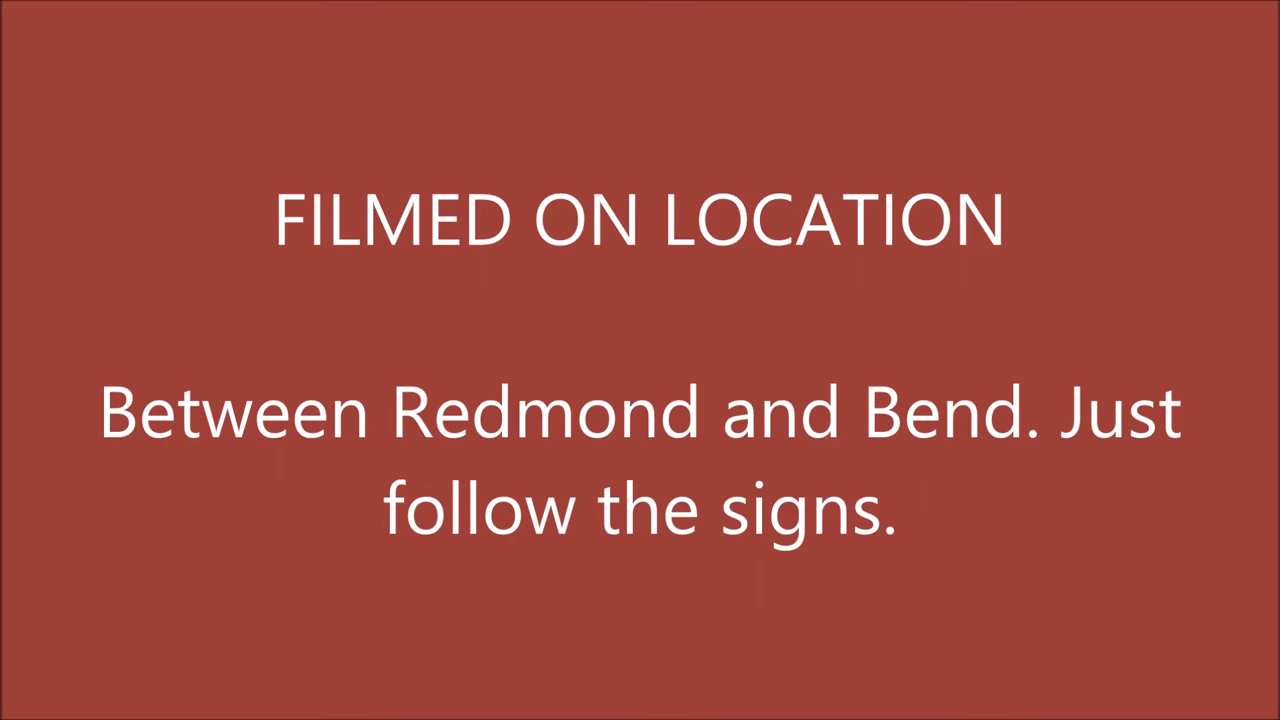 FILMED ON LOCATION
Between Redmond and Bend. Just
follow the signs.